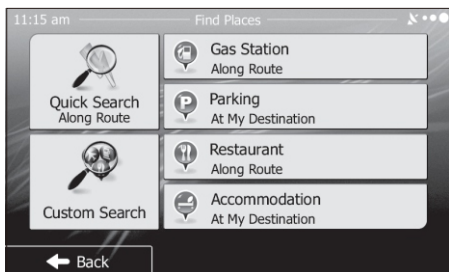 11:15 am
Find Places
Quick Search
Along Route
Custom Search
Gas Station
Along Route
P
Parking
At My Destination
Restaurant
Along Route
Accommodation
At My Destination
Back